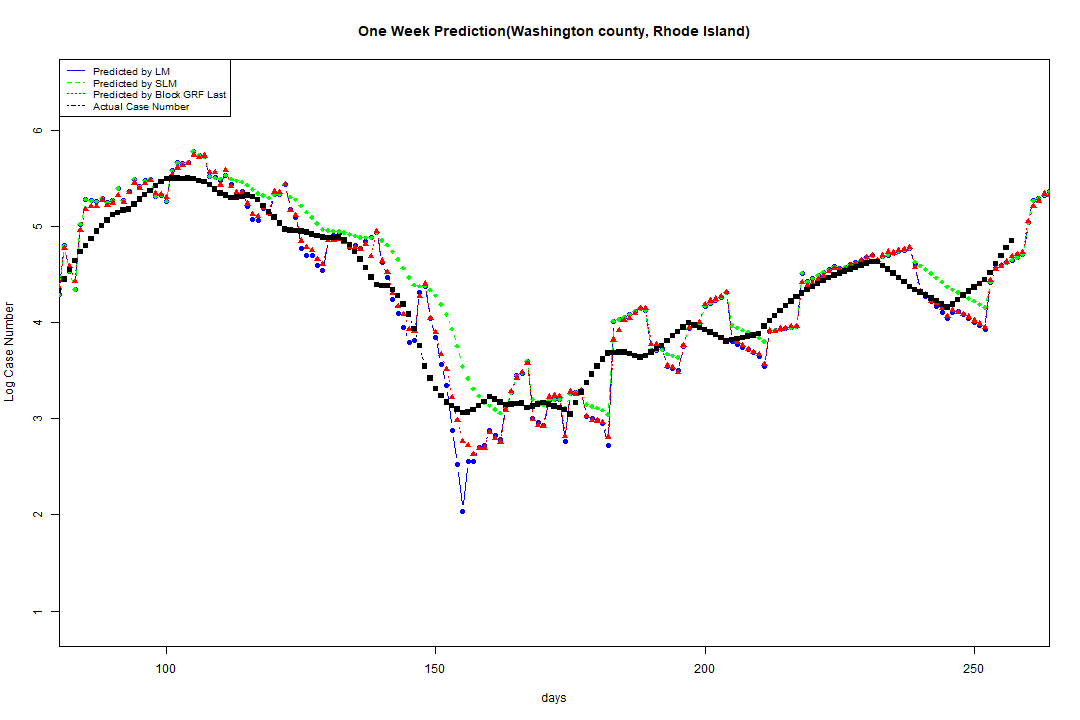 One Week Prediction(Washington county, Rhode Island)
Predicted by LM
Predicted by SLM
Predicted by Block GRF Last
Actual Case Number
6
5
4
3
2
1
Log Case Number
100 150 200 250
days